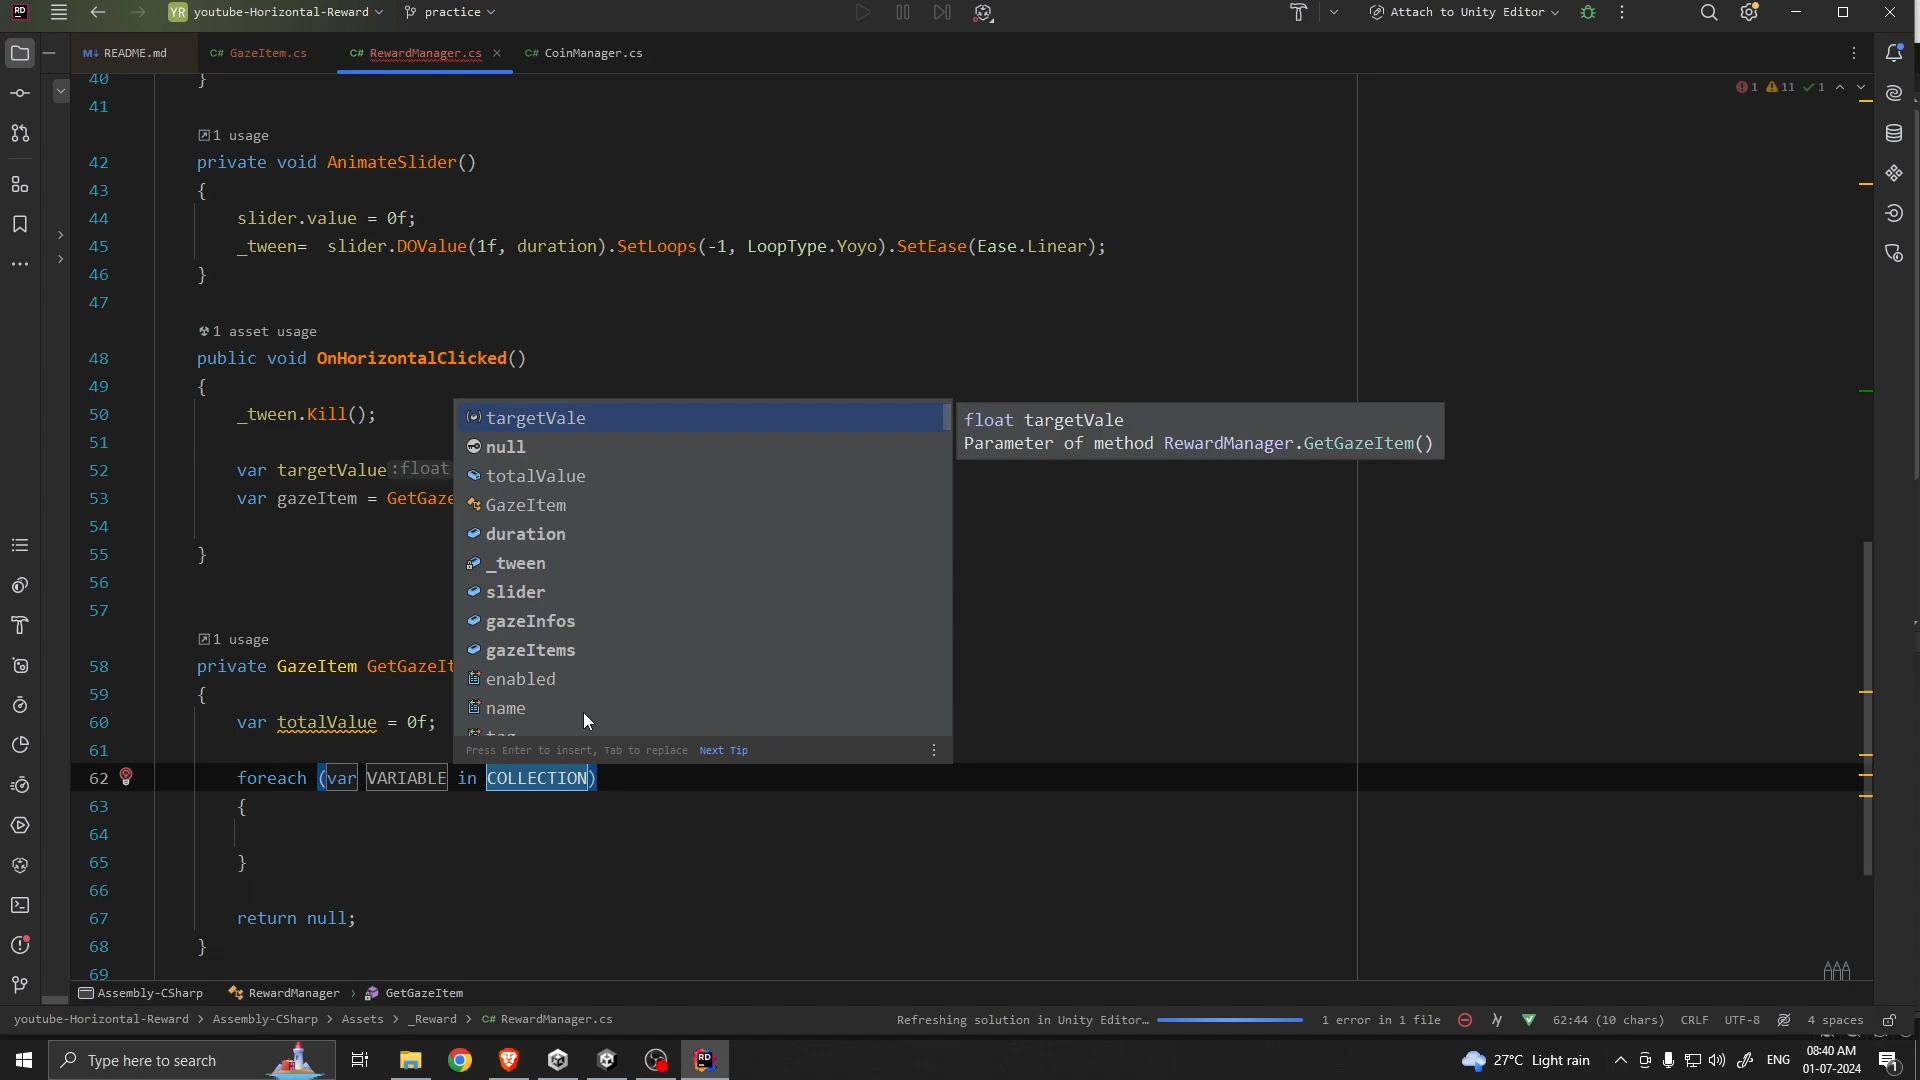 RD YR youtube-Horizontal-Reward practice Attach to Unity Editor
M↓ README.md C# GazeItem.cs C# RewardManager.cs C# CoinManager.cs
40 }
1 11 1
41
1 usage
42 private void AnimateSlider()
43 {
44 slider.value = 0f;
45 _tween=  slider.DOValue(1f, duration).SetLoops(-1, LoopType.Yoyo).SetEase(Ease.Linear);
46 }
47
1 asset usage
48 public void OnHorizontalClicked()
49 {
50 _tween.Kill();
51
52 var targetValue :float
53 var gazeItem = GetGaze
54
55 }
56
57
1 usage
58 private GazeItem GetGazeIt
59 {
60 var totalValue = 0f;
61
62 foreach (var VARIABLE in COLLECTION)
63 {
64
65 }
66
67 return null;
68 }
69
targetVale
null
totalValue
GazeItem
duration
_tween
slider
gazeInfos
gazeItems
enabled
name
tag
Press Enter to insert, Tab to replace Next Tip
float targetVale
Parameter of method RewardManager.GetGazeItem()
Assembly-CSharp RewardManager › GetGazeItem
youtube-Horizontal-Reward > Assembly-CSharp > Assets > _Reward > C# RewardManager.cs Refreshing solution in Unity Editor… 1 error in 1 file 62:44 (10 chars) CRLF UTF-8 4 spaces
Type here to search RD 27°C Light rain ENG 08:40 AM
01-07-2024 1